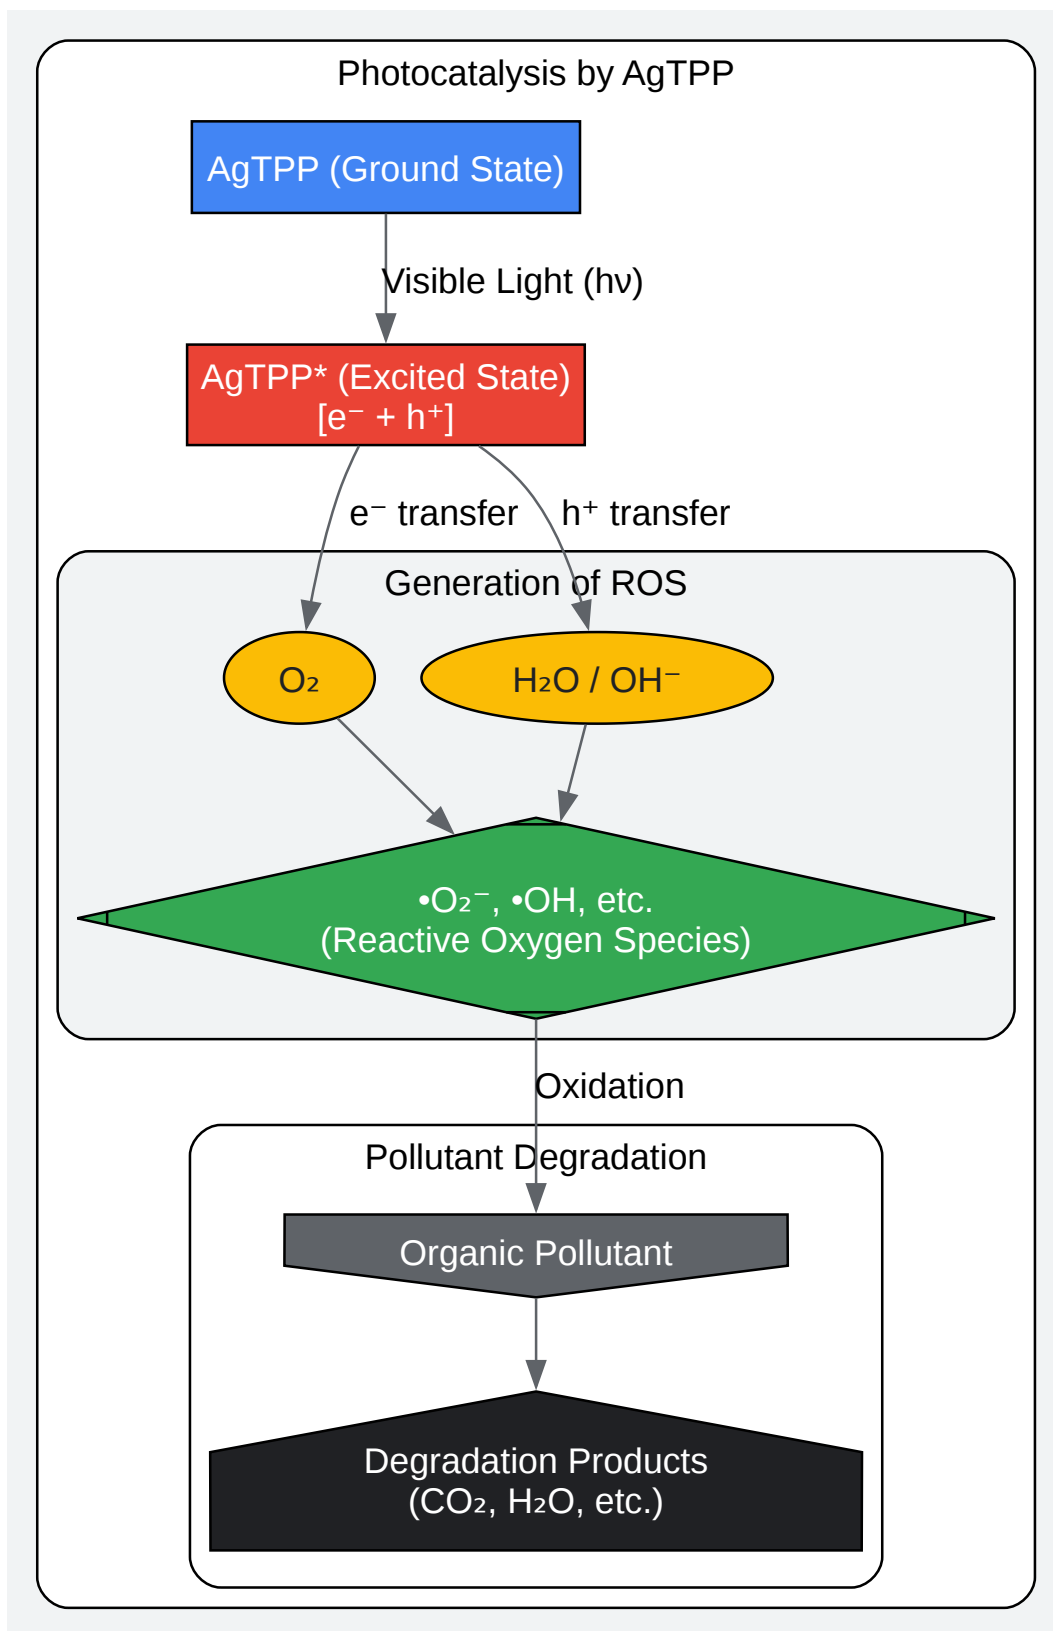 Photocatalysis by AgTPP
AgTPP (Ground State)
Visible Light (hν)
AgTPP* (Excited State)
[e⁻ + h⁺]
e⁻ transfer
h⁺ transfer
Generation of ROS
O₂
H₂O / OH⁻
•O₂⁻, •OH, etc.
(Reactive Oxygen Species)
Oxidation
Pollutant Degradation
Organic Pollutant
Degradation Products
(CO₂, H₂O, etc.)